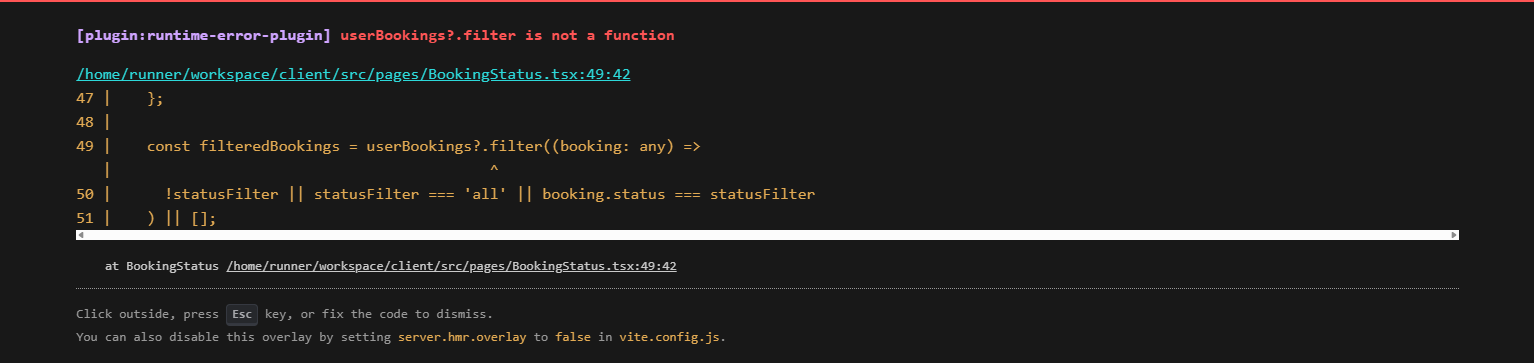 [plugin:runtime-error-plugin] userBookings?.filter is not a function
/home/runner/workspace/client/src/pages/BookingStatus.tsx:49:42
47 |    };
48 |
49 |    const filteredBookings = userBookings?.filter((booking: any) =>
   |                                           ^
50 |      !statusFilter || statusFilter === 'all' || booking.status === statusFilter
51 |    ) || [];
at BookingStatus /home/runner/workspace/client/src/pages/BookingStatus.tsx:49:42
Click outside, press Esc key, or fix the code to dismiss.
You can also disable this overlay by setting server.hmr.overlay to false in vite.config.js.